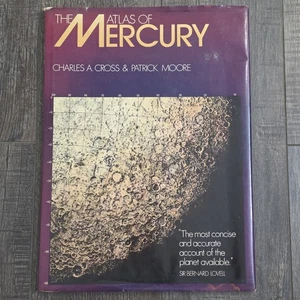 THE ATLAS OF
MERCURY
CHARLES A. CROSS & PATRICK MOORE
"The most concise
and accurate
account of the
planet available."
SIR BERNARD LOVELL